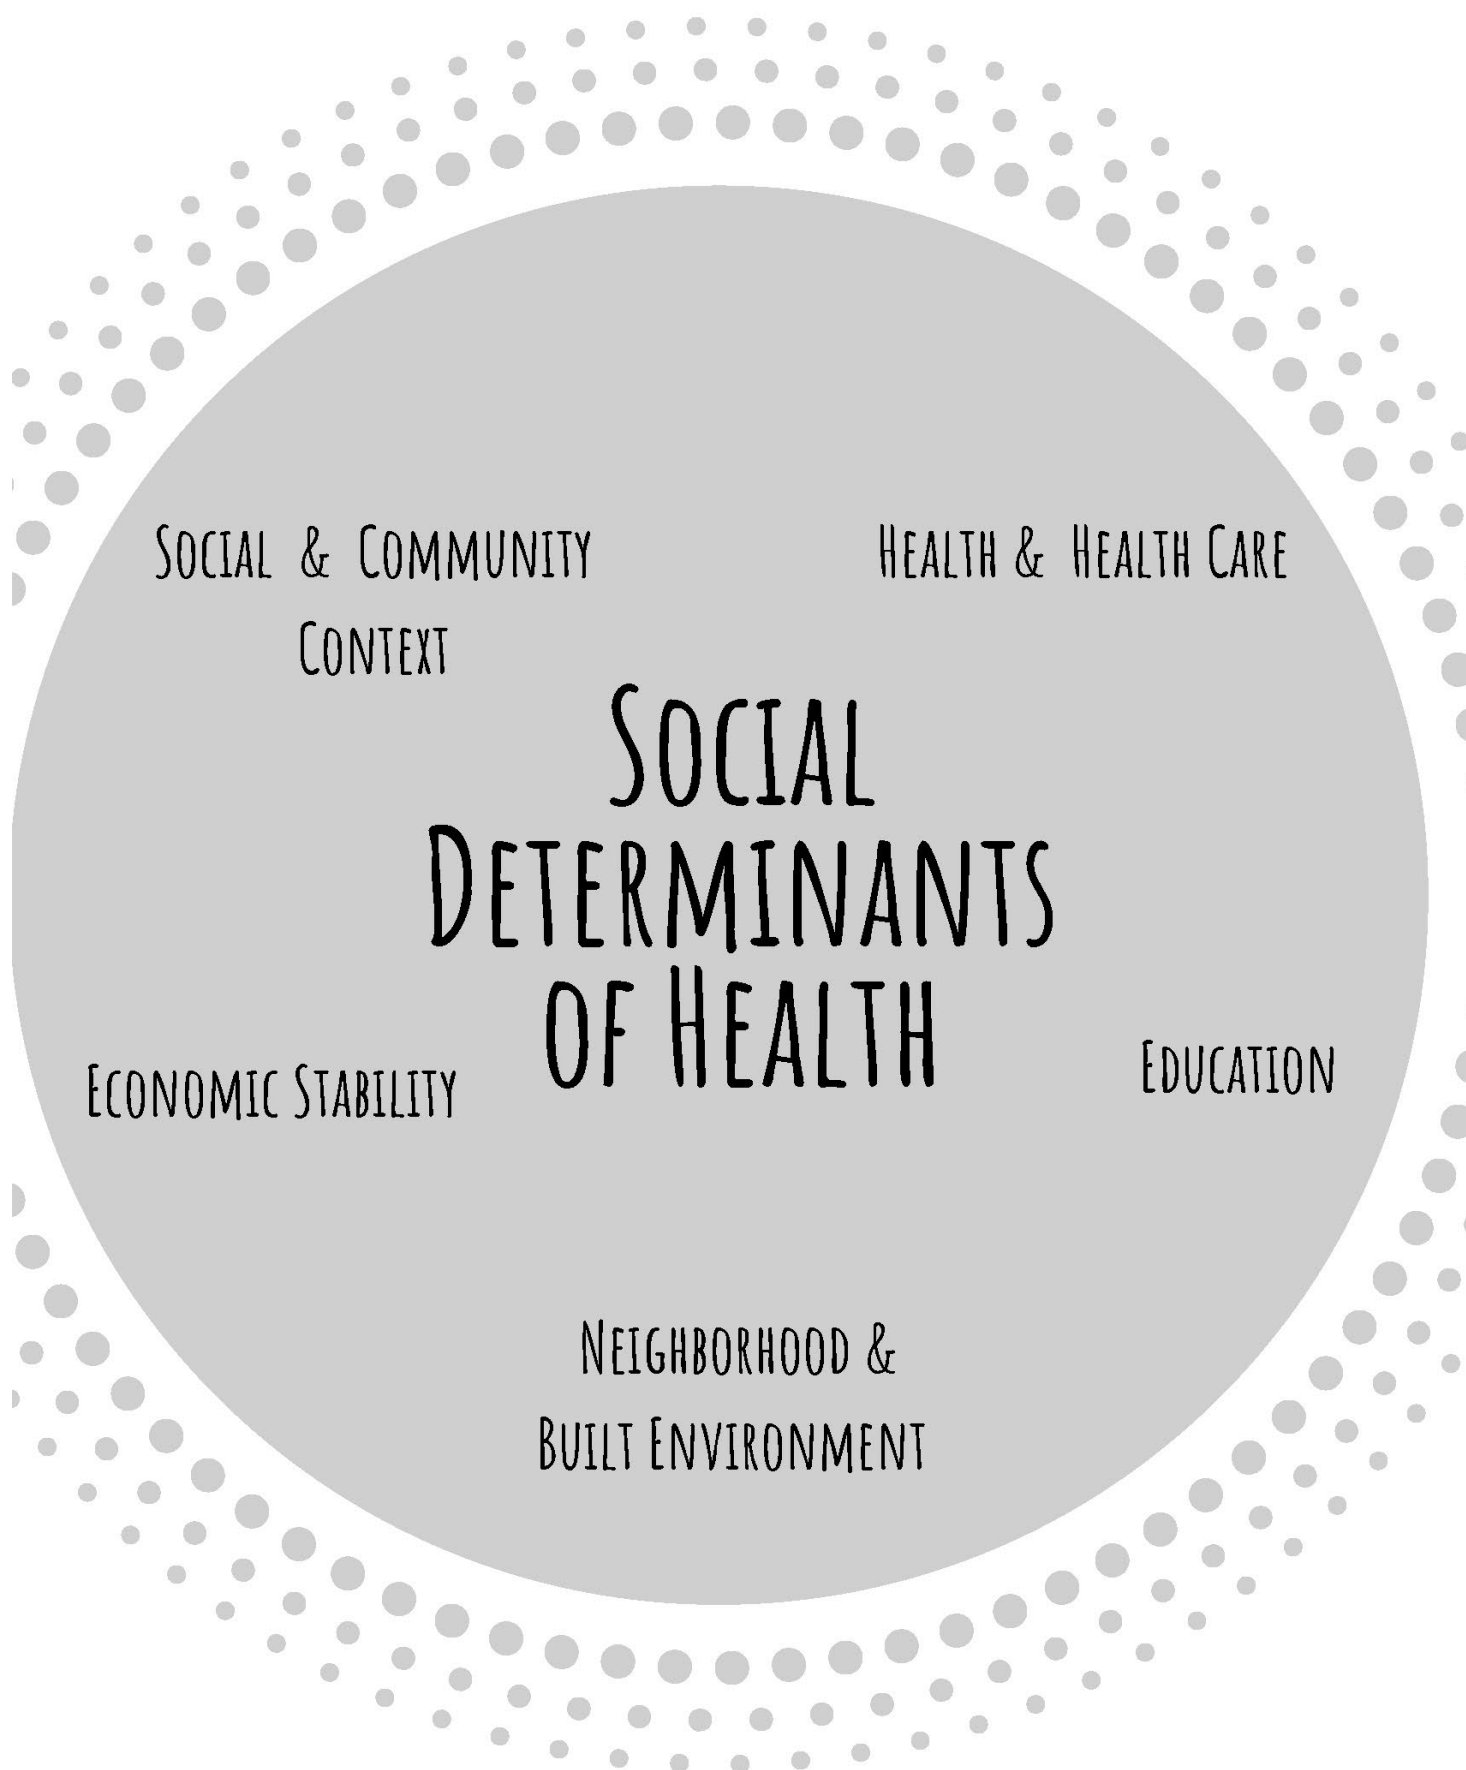 Social & Community
Context
Health & Health Care
Social
Determinants
of Health
Economic Stability
Education
Neighborhood &
Built Environment